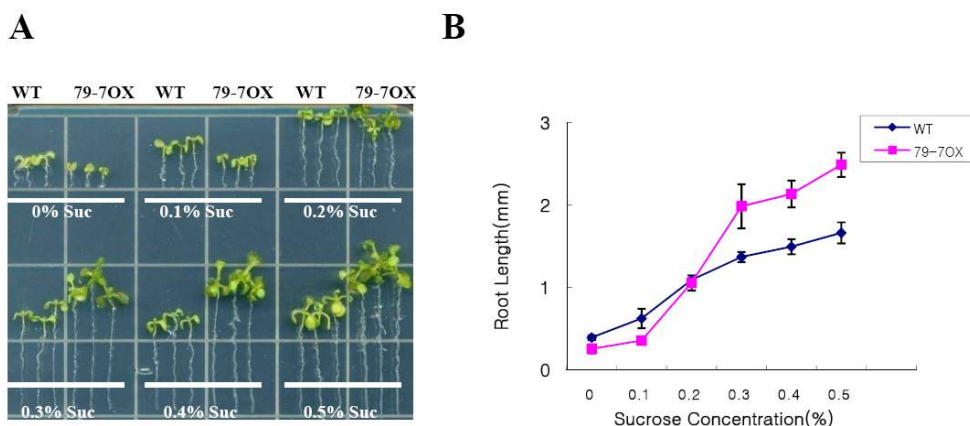 A
B
WT 79-7OX WT 79-7OX WT 79-7OX
0% Suc 0.1% Suc 0.2% Suc
0.3% Suc 0.4% Suc 0.5% Suc
Root Length(mm)
3
2
1
0
0 0.1 0.2 0.3 0.4 0.5
Sucrose Concentration(%)
WT
79-7OX